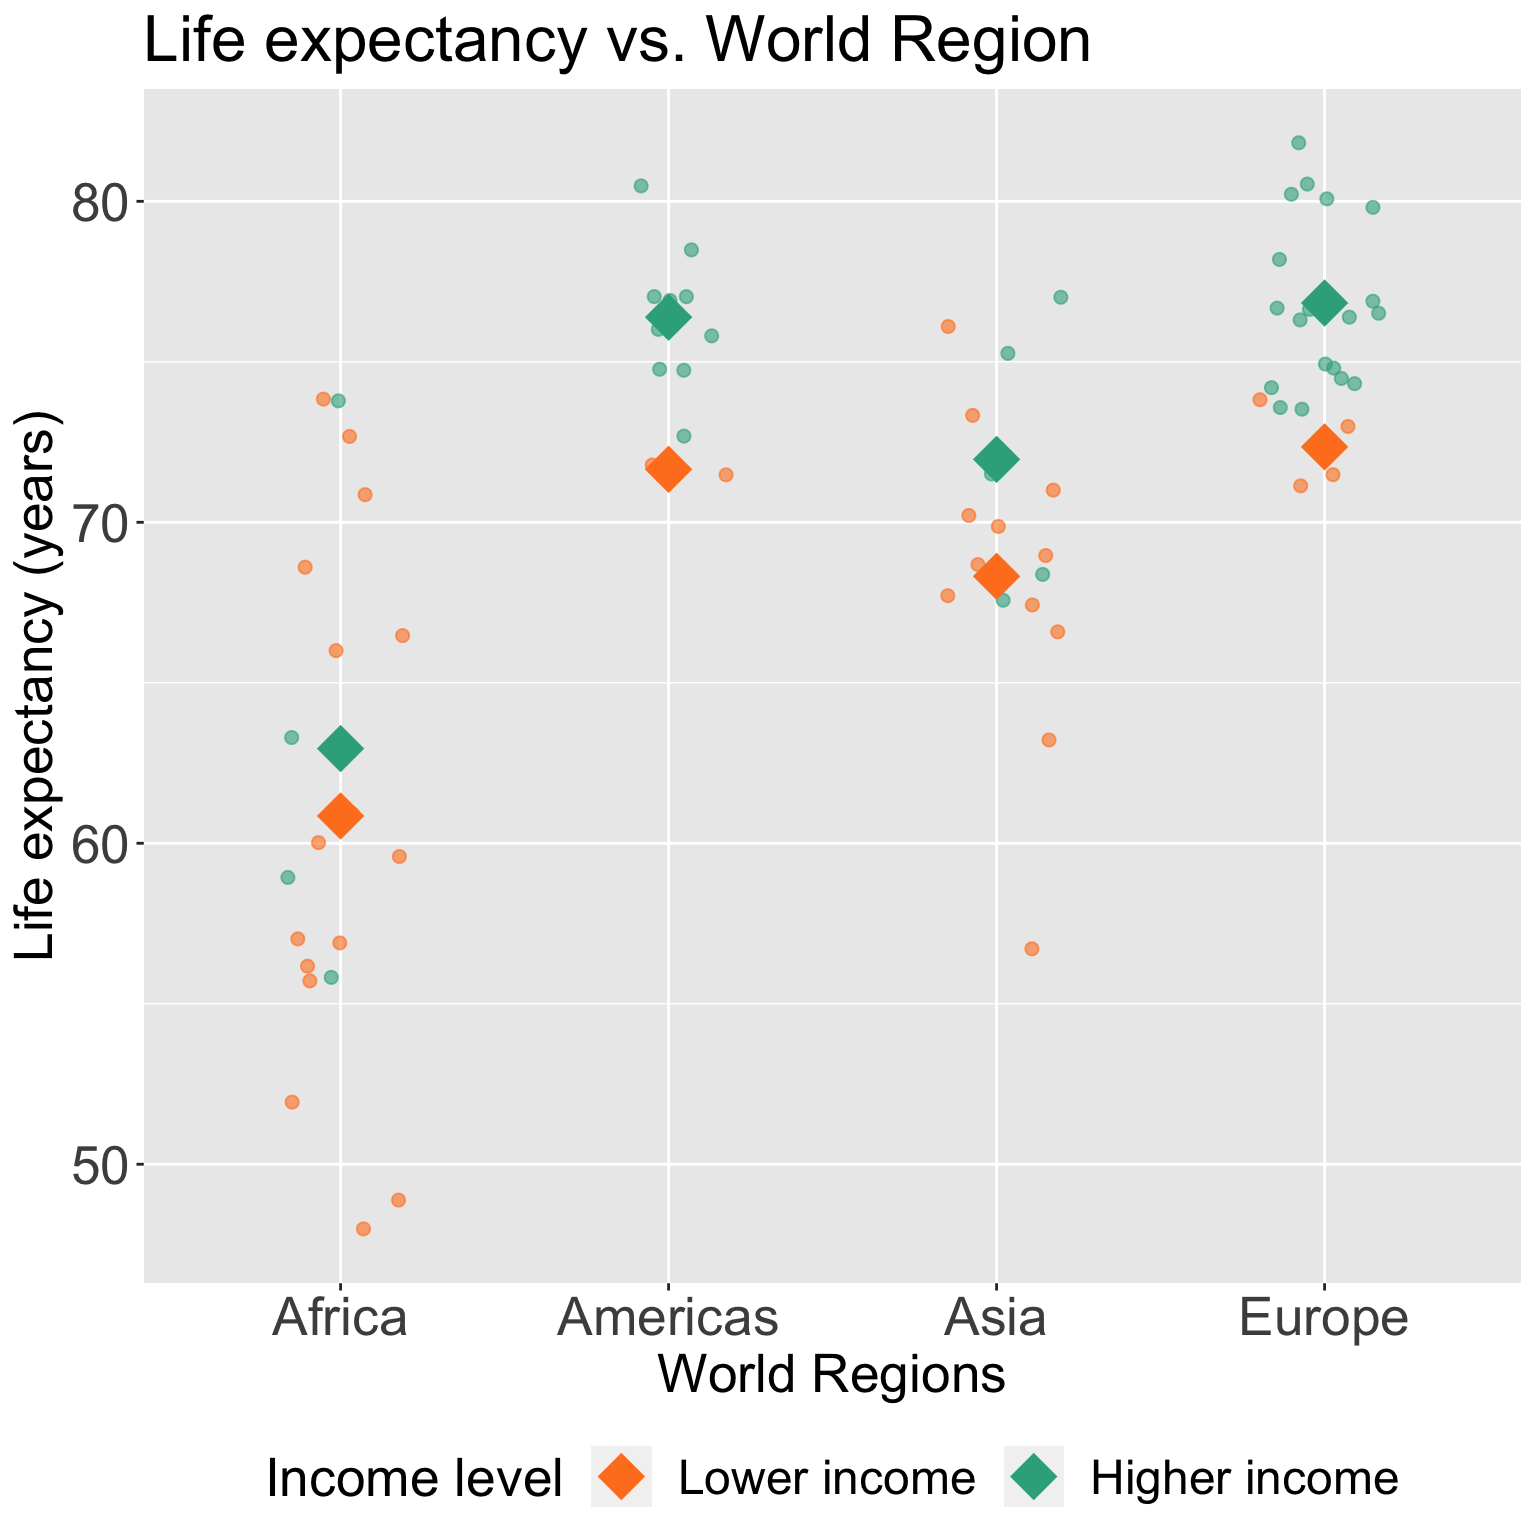 Life expectancy vs. World Region
Life expectancy (years)
80
70
60
50
Africa Americas Asia Europe
World Regions
Income level Lower income Higher income